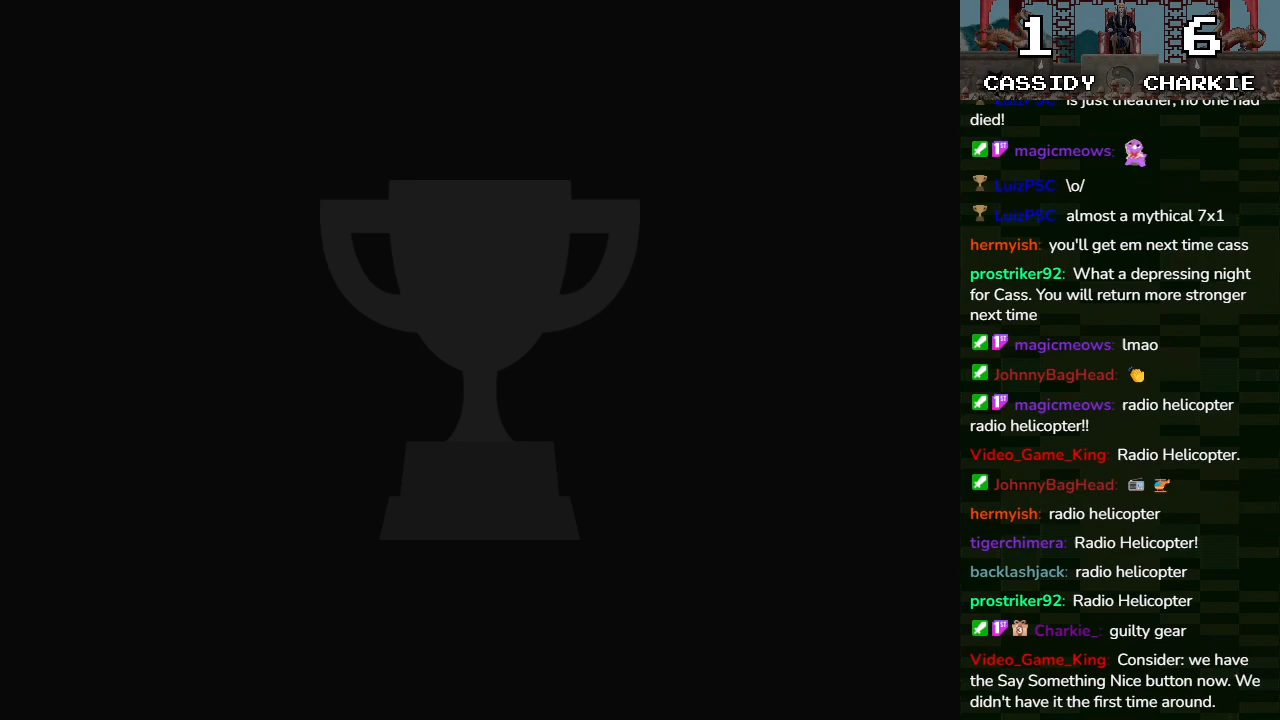 1 6
CASSIDY CHARKIE
LuizPSC is just theather, no one had
died!
magicmeows:
LuizPSC \o/
LuizPSC almost a mythical 7x1
hermyish: you'll get em next time cass
prostriker92: What a depressing night
for Cass. You will return more stronger
next time
magicmeows: lmao
JohnnyBagHead: 👏
magicmeows: radio helicopter
radio helicopter!!
Video_Game_King: Radio Helicopter.
JohnnyBagHead: 📻 🚁
hermyish: radio helicopter
tigerchimera: Radio Helicopter!
backlashjack: radio helicopter
prostriker92: Radio Helicopter
Charkie_: guilty gear
Video_Game_King: Consider: we have
the Say Something Nice button now. We
didn't have it the first time around.